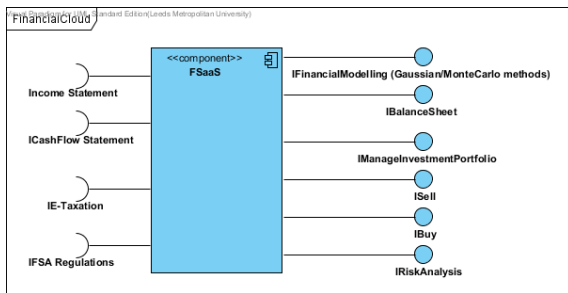 Visual Paradigm for UML Standard Edition(Leeds Metropolitan University)
FinancialCloud
<<component>>
FSaaS
Income Statement
ICashFlow Statement
IE-Taxation
IFSA Regulations
IFinancialModelling (Gaussian/MonteCarlo methods)
IBalanceSheet
IManageInvestmentPortfolio
ISell
IBuy
IRiskAnalysis